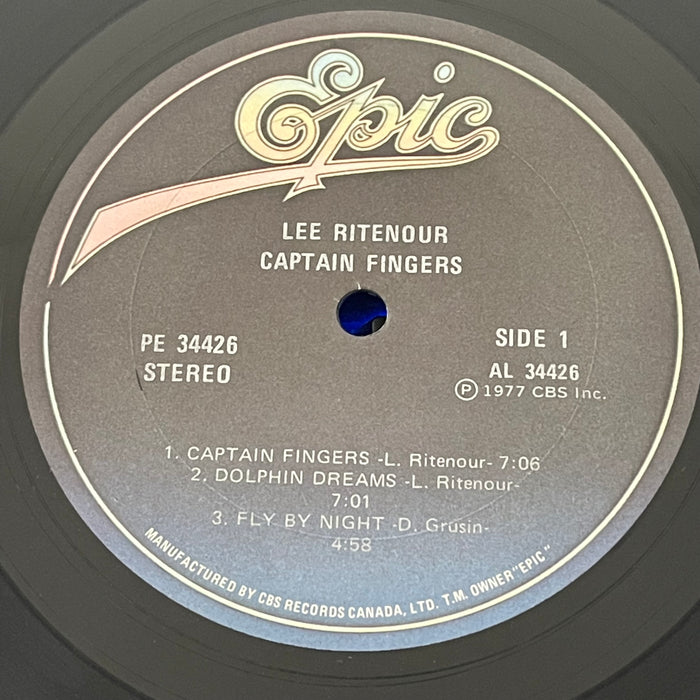 Epic
LEE RITENOUR
CAPTAIN FINGERS
PE 34426
STEREO
SIDE 1
AL 34426
Ⓟ 1977 CBS Inc.
1. CAPTAIN FINGERS -L. Ritenour- 7:06
2. DOLPHIN DREAMS -L. Ritenour-
7:01
3. FLY BY NIGHT -D. Grusin-
4:58
MANUFACTURED BY CBS RECORDS CANADA, LTD. T.M. OWNER "EPIC"